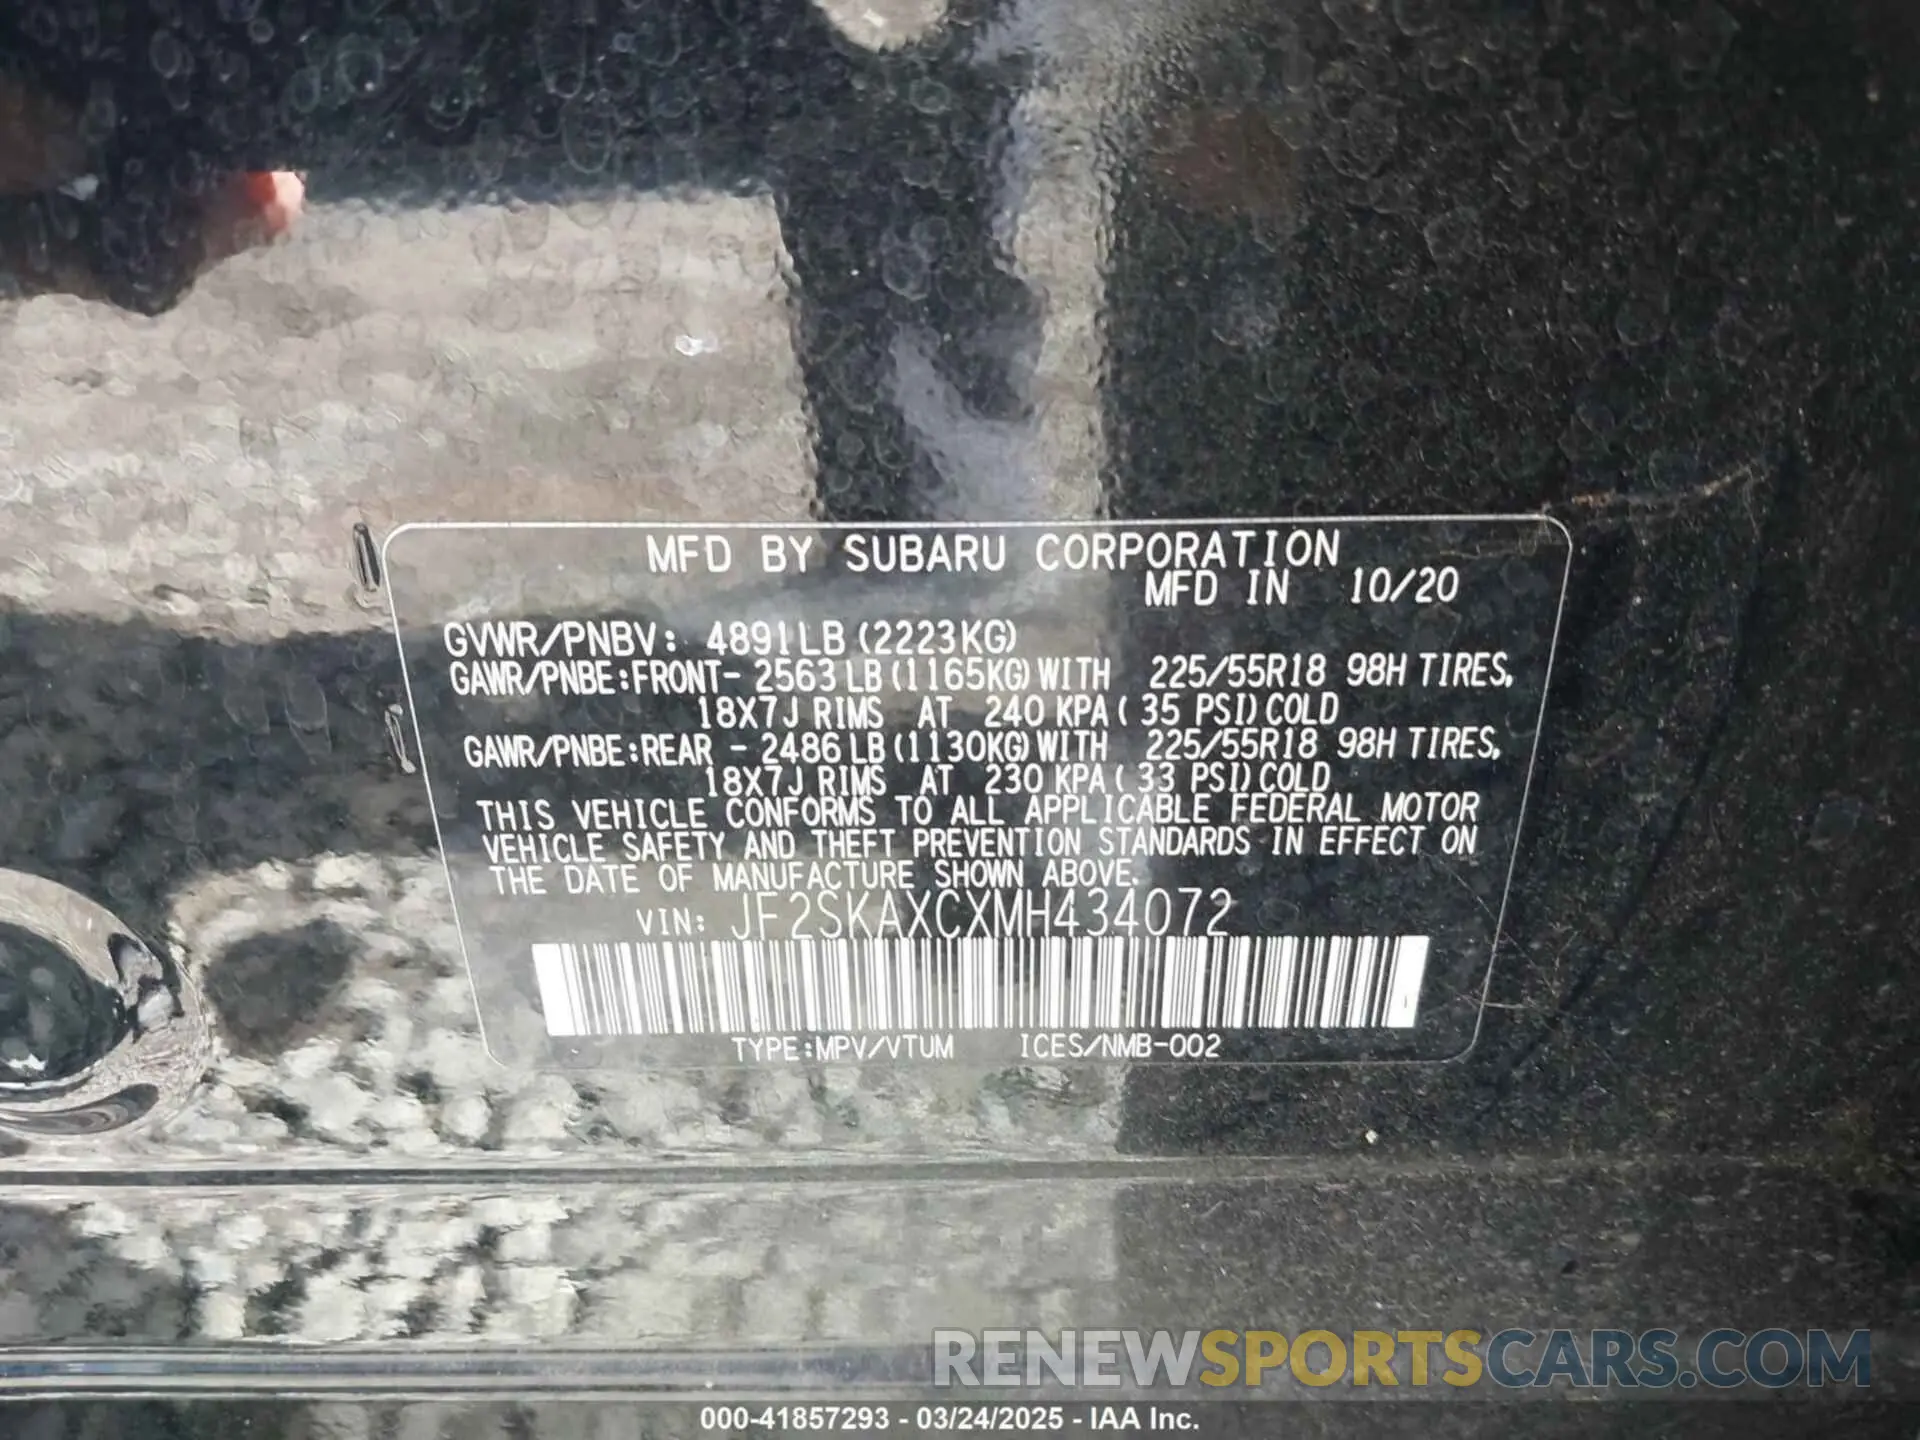 MFD BY SUBARU CORPORATION
MFD IN 10/20
GVWR/PNBV: 4891LB (2223KG)
GAWR/PNBE:FRONT- 2563 LB (1165KG) WITH 225/55R18 98H TIRES,
18X7J RIMS AT 240 KPA ( 35 PSI) COLD
GAWR/PNBE:REAR - 2486 LB (1130KG) WITH 225/55R18 98H TIRES,
18X7J RIMS AT 230 KPA ( 33 PSI) COLD
THIS VEHICLE CONFORMS TO ALL APPLICABLE FEDERAL MOTOR
VEHICLE SAFETY AND THEFT PREVENTION STANDARDS IN EFFECT ON
THE DATE OF MANUFACTURE SHOWN ABOVE.
VIN: JF2SKAXCXMH434072
TYPE:MPV/VTUM ICES/NMB-002
RENEWSPORTSCARS.COM
000-41857293 - 03/24/2025 - IAA Inc.